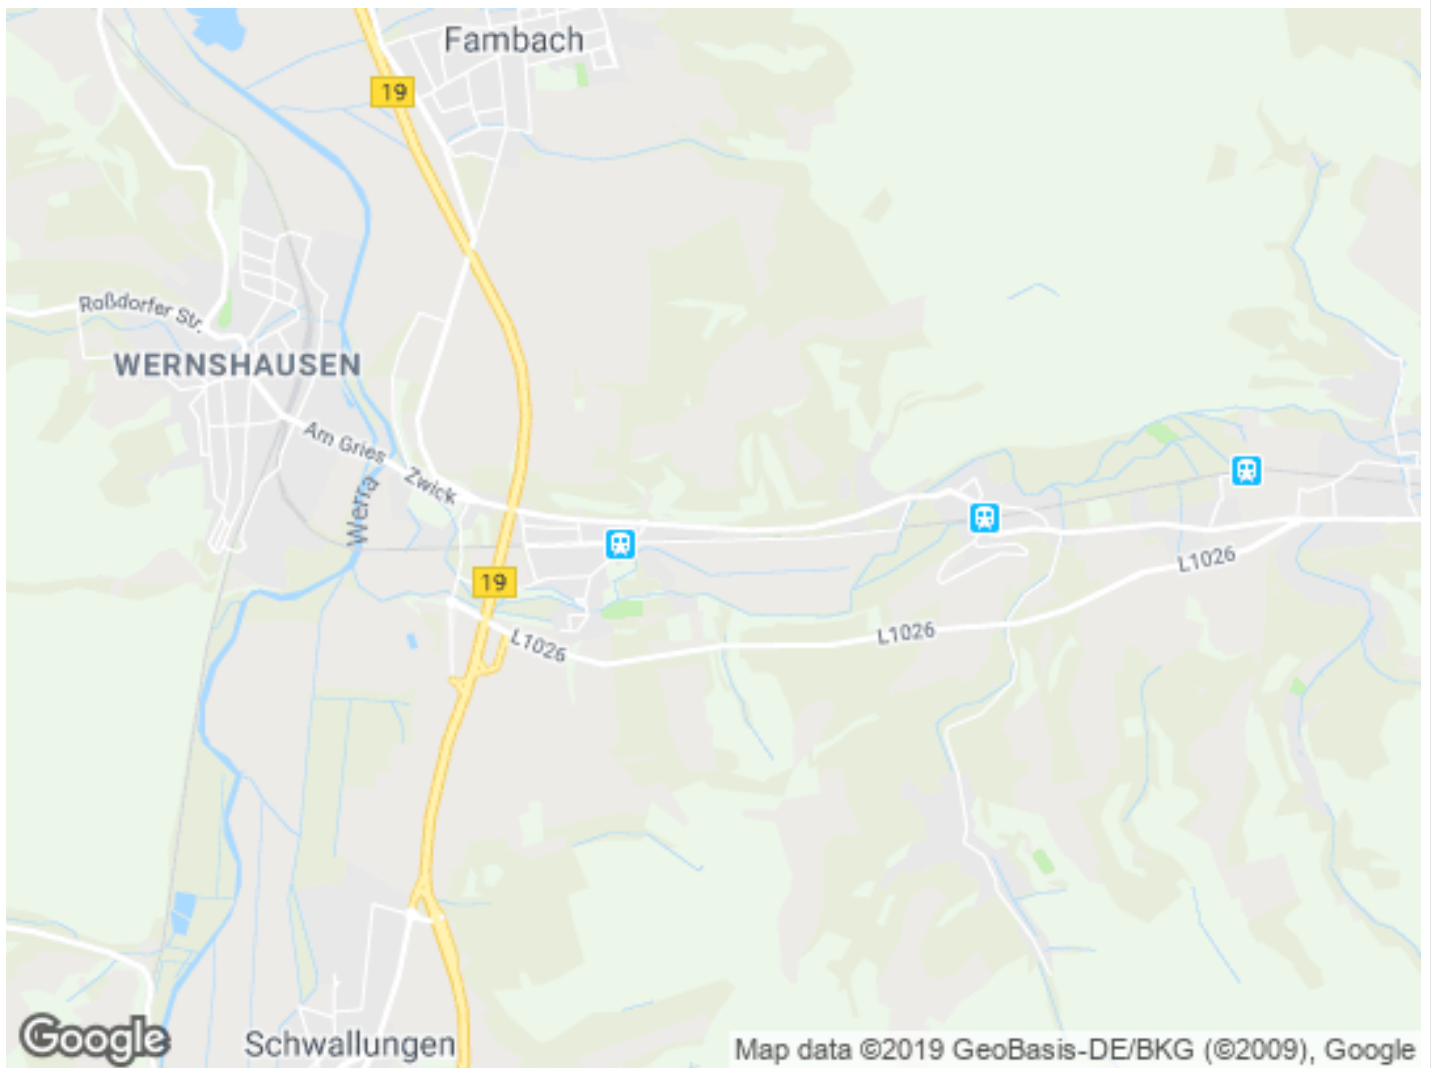 Fambach
19
Roßdorfer Str.
WERNSHAUSEN
Am Gries
Zwick
Werra
19
L1026
L1026
L1026
Schwallungen
Google
Map data ©2019 GeoBasis-DE/BKG (©2009), Google